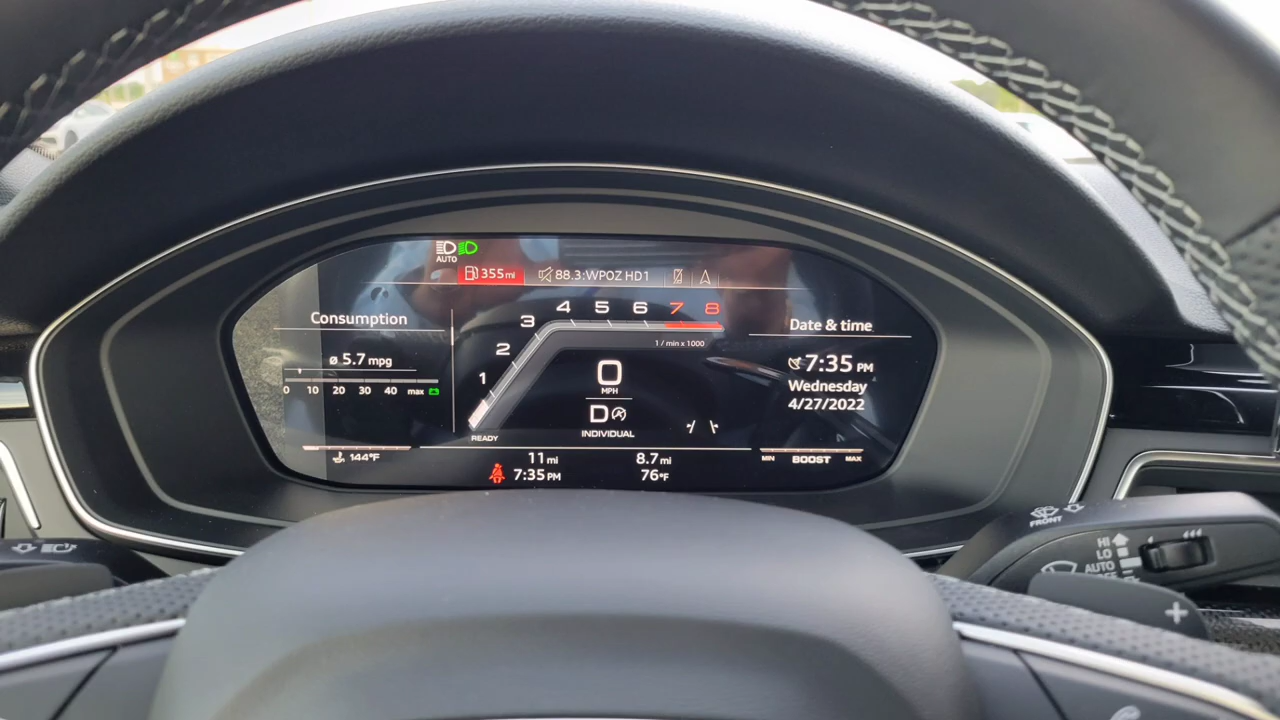 AUTO
355 mi 88.3:WPOZ HD1
Consumption
ø 5.7 mpg
0 10 20 30 40 max
144°F
1 2 3 4 5 6 7 8
1 / min x 1000
0
MPH
D
READY
INDIVIDUAL
Date & time
7:35 PM
Wednesday
4/27/2022
MIN BOOST MAX
11 mi 8.7 mi
7:35 PM 76°F
FRONT
HI
LO
AUTO
+